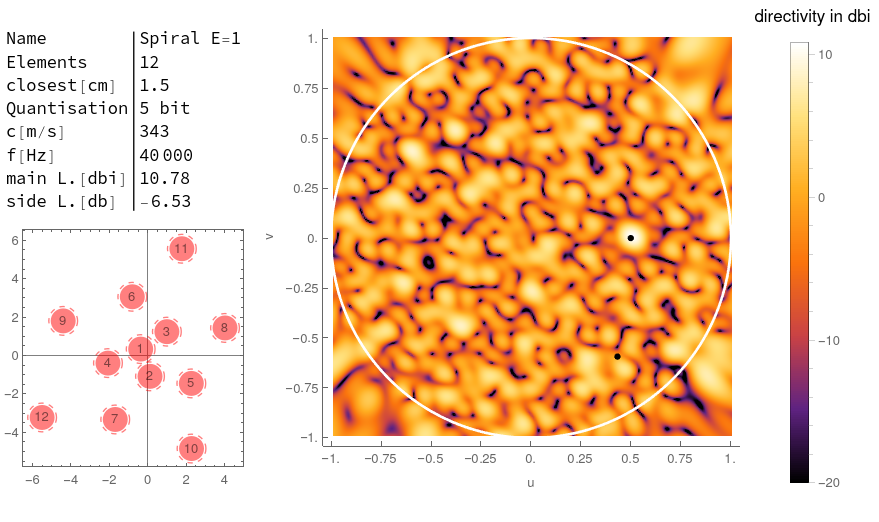 directivity in dbi
Name Spiral E=1
Elements 12
closest[cm] 1.5
Quantisation 5 bit
c[m/s] 343
f[Hz] 40 000
main L.[dbi] 10.78
side L.[db] -6.53
6
4
2
0
−2
−4
−6 −4 −2 0 2 4
11
6
9
3
8
1
4
2
5
12
7
10
1.
0.75
0.5
0.25
0.
−0.25
−0.5
−0.75
−1.
v
−1. −0.75 −0.5 −0.25 0. 0.25 0.5 0.75 1.
u
10
0
−10
−20